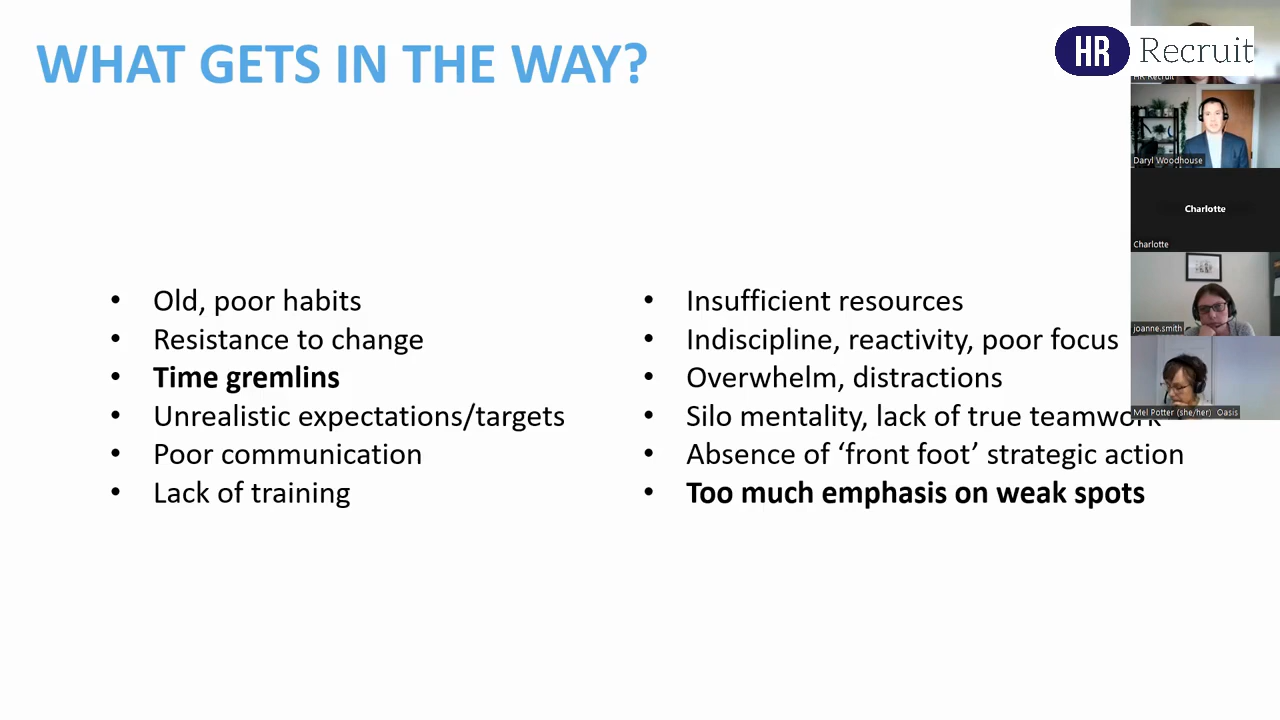 WHAT GETS IN THE WAY?
HR Recruit
HR Recruit
Daryl Woodhouse
Charlotte
Charlotte
joanne.smith
Mel Potter (she/her) Oasis
• Old, poor habits
• Resistance to change
• Time gremlins
• Unrealistic expectations/targets
• Poor communication
• Lack of training
• Insufficient resources
• Indiscipline, reactivity, poor focus
• Overwhelm, distractions
• Silo mentality, lack of true teamwork
• Absence of ‘front foot’ strategic action
• Too much emphasis on weak spots